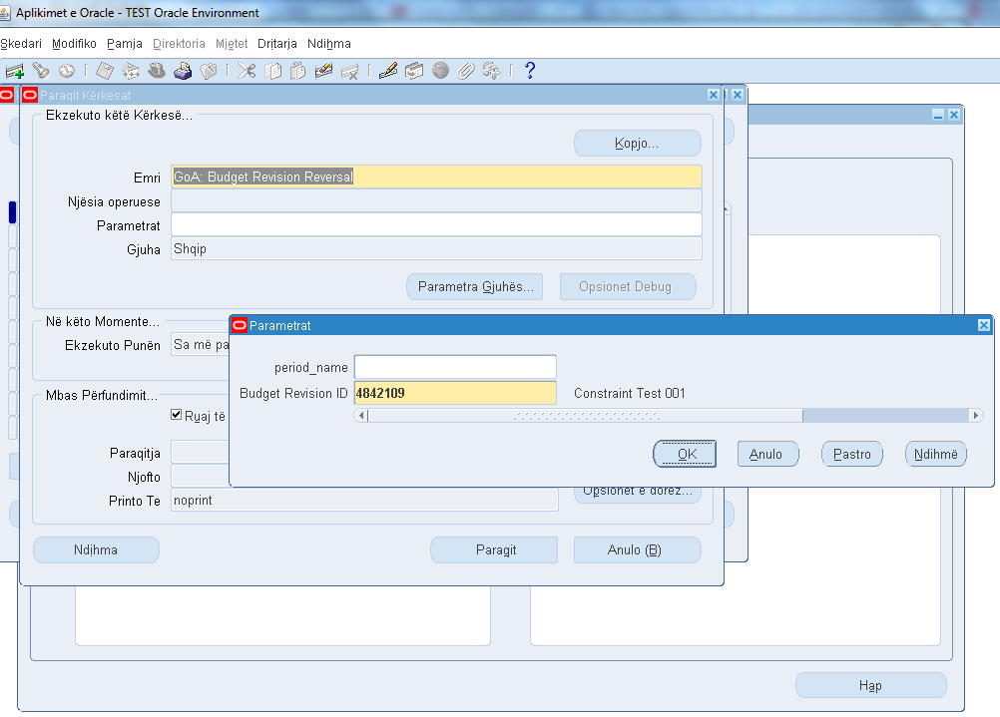 Aplikimet e Oracle - TEST Oracle Environment
Skedari Modifiko Pamja Direktoria Mjetet Dritarja Ndihma
Paraqit Kërkesat
Ekzekuto këtë Kërkesë...
Kopjo...
Emri GoA: Budget Revision Reversal
Njësia operuese
Parametrat
Gjuha Shqip
Parametra Gjuhës... Opsionet Debug
Në këto Momente...
Ekzekuto Punën Sa më pa
Parametrat
period_name
Budget Revision ID 4842109 Constraint Test 001
OK Anulo Pastro Ndihmë
Mbas Përfundimit...
Ruaj të
Paraqitja
Njofto
Opsionet e dorëz...
Printo Te noprint
Ndihma Paraqit Anulo (B)
Hap